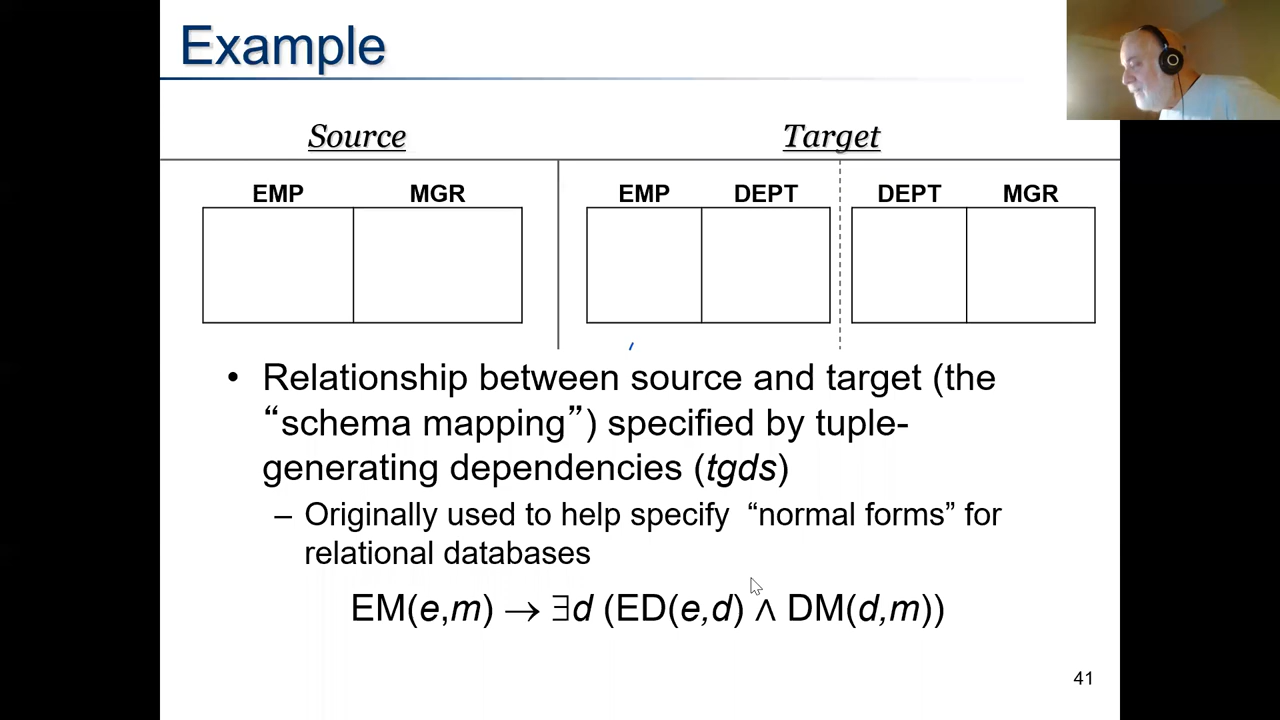 Example
Source Target
EMP MGR EMP DEPT DEPT MGR
• Relationship between source and target (the
“schema mapping”) specified by tuple-
generating dependencies (tgds)
– Originally used to help specify “normal forms” for
relational databases
EM(e,m) → ∃d (ED(e,d) ∧ DM(d,m))
41